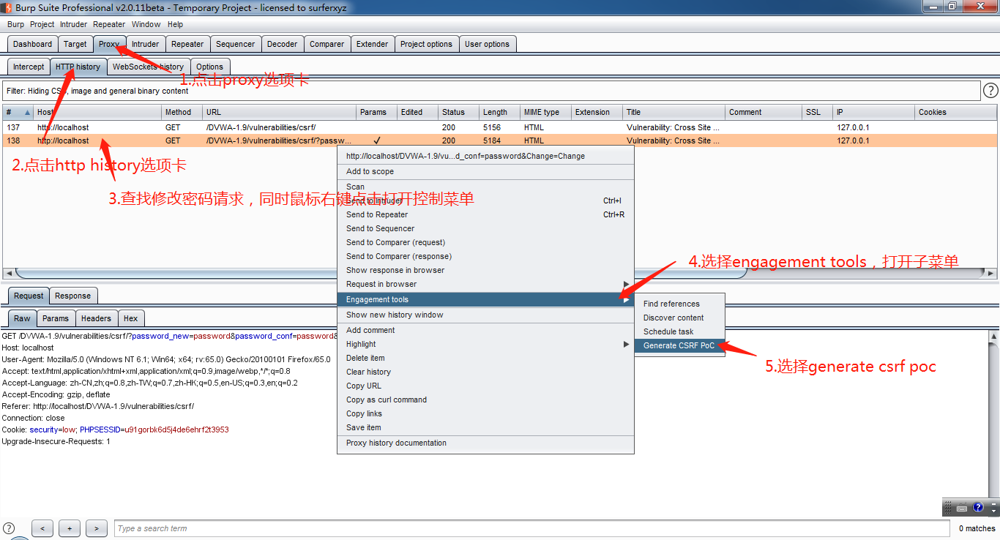 Burp Suite Professional v2.0.11beta - Temporary Project - licensed to surferxyz
Burp Project Intruder Repeater Window Help
Dashboard Target Proxy Intruder Repeater Sequencer Decoder Comparer Extender Project options User options
Intercept HTTP history WebSockets history Options
1.点击proxy选项卡
Filter: Hiding CSS, image and general binary content
# Host Method URL Params Edited Status Length MIME type Extension Title Comment SSL IP Cookies
137 http://localhost GET /DVWA-1.9/vulnerabilities/csrf/ 200 5156 HTML Vulnerability: Cross Site ... 127.0.0.1
138 http://localhost GET /DVWA-1.9/vulnerabilities/csrf/?passw... ✓ 200 5184 HTML Vulnerability: Cross Site ... 127.0.0.1
2.点击http history选项卡
3.查找修改密码请求，同时鼠标右键点击打开控制菜单
http://localhost/DVWA-1.9/vu...d_conf=password&Change=Change
Add to scope
Scan
Send to Intruder Ctrl+I
Send to Repeater Ctrl+R
Send to Sequencer
Send to Comparer (request)
Send to Comparer (response)
Show response in browser
Request in browser
Engagement tools
Show new history window
Add comment
Highlight
Delete item
Clear history
Copy URL
Copy as curl command
Copy links
Save item
Proxy history documentation
4.选择engagement tools，打开子菜单
Find references
Discover content
Schedule task
Generate CSRF PoC
5.选择generate csrf poc
Request Response
Raw Params Headers Hex
GET /DVWA-1.9/vulnerabilities/csrf/?password_new=password&password_conf=password&
Host: localhost
User-Agent: Mozilla/5.0 (Windows NT 6.1; Win64; x64; rv:65.0) Gecko/20100101 Firefox/65.0
Accept: text/html,application/xhtml+xml,application/xml;q=0.9,image/webp,*/*;q=0.8
Accept-Language: zh-CN,zh;q=0.8,zh-TW;q=0.7,zh-HK;q=0.5,en-US;q=0.3,en;q=0.2
Accept-Encoding: gzip, deflate
Referer: http://localhost/DVWA-1.9/vulnerabilities/csrf/
Connection: close
Cookie: security=low; PHPSESSID=u91gorbk6d5j4de6ehrf2t3953
Upgrade-Insecure-Requests: 1
? < + > Type a search term 0 matches